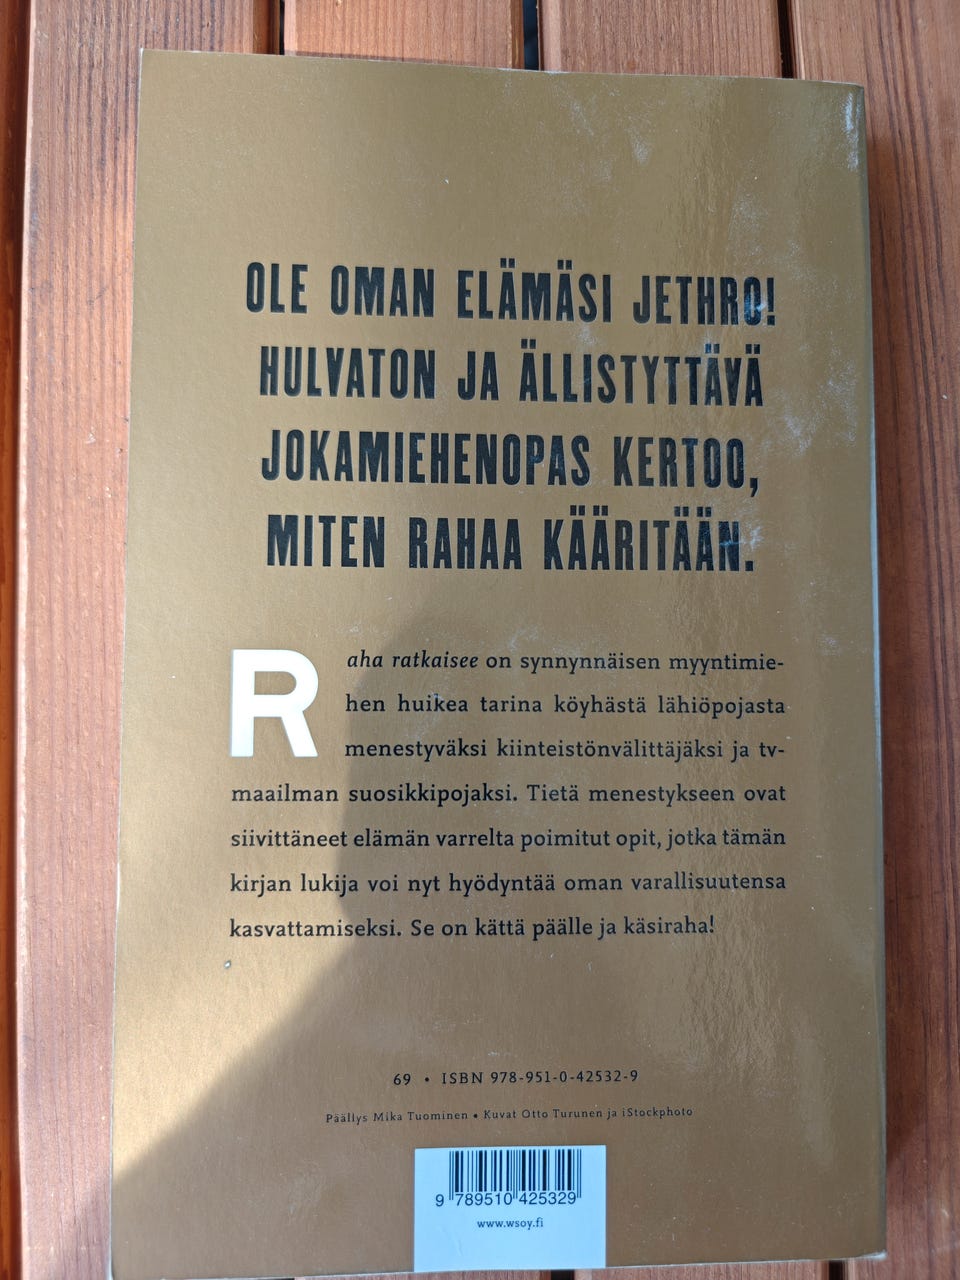 OLE OMAN ELÄMÄSI JETHRO!
HULVATON JA ÄLLISTYTTÄVÄ
JOKAMIEHENOPAS KERTOO,
MITEN RAHAA KÄÄRITÄÄN.
Raha ratkaisee on synnynnäisen myyntimie-
hen huikea tarina köyhästä lähiöpojasta
menestyväksi kiinteistönvälittäjäksi ja tv-
maailman suosikkipojaksi. Tietä menestykseen ovat
siivittäneet elämän varrelta poimitut opit, jotka tämän
kirjan lukija voi nyt hyödyntää oman varallisuutensa
kasvattamiseksi. Se on kättä päälle ja käsiraha!
69 • ISBN 978-951-0-42532-9
Päällys Mika Tuominen • Kuvat Otto Turunen ja iStockphoto
9 789510 425329
www.wsoy.fi